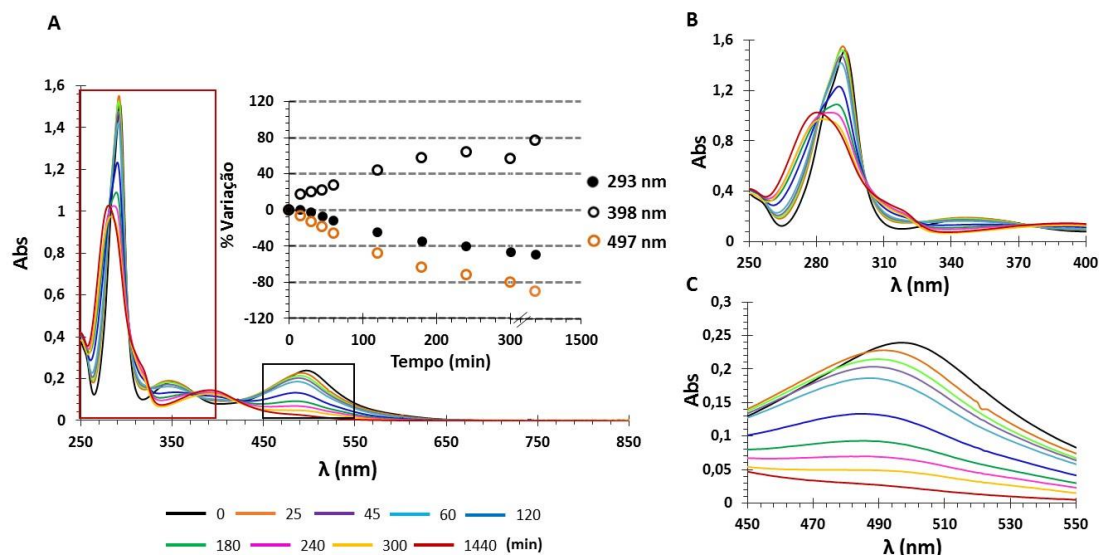 A
Abs
1,6
1,4
1,2
1
0,8
0,6
0,4
0,2
0
250 350 450 550 650 750 850
λ (nm)
% Variação
120
80
40
0
-40
-80
-120
0 100 200 300 1500
Tempo (min)
293 nm
398 nm
497 nm
0 25 45 60 120
180 240 300 1440 (min)
B
Abs
1,6
1,2
0,8
0,4
0
250 280 310 340 370 400
λ (nm)
C
Abs
0,3
0,25
0,2
0,15
0,1
0,05
0
450 470 490 510 530 550
λ (nm)